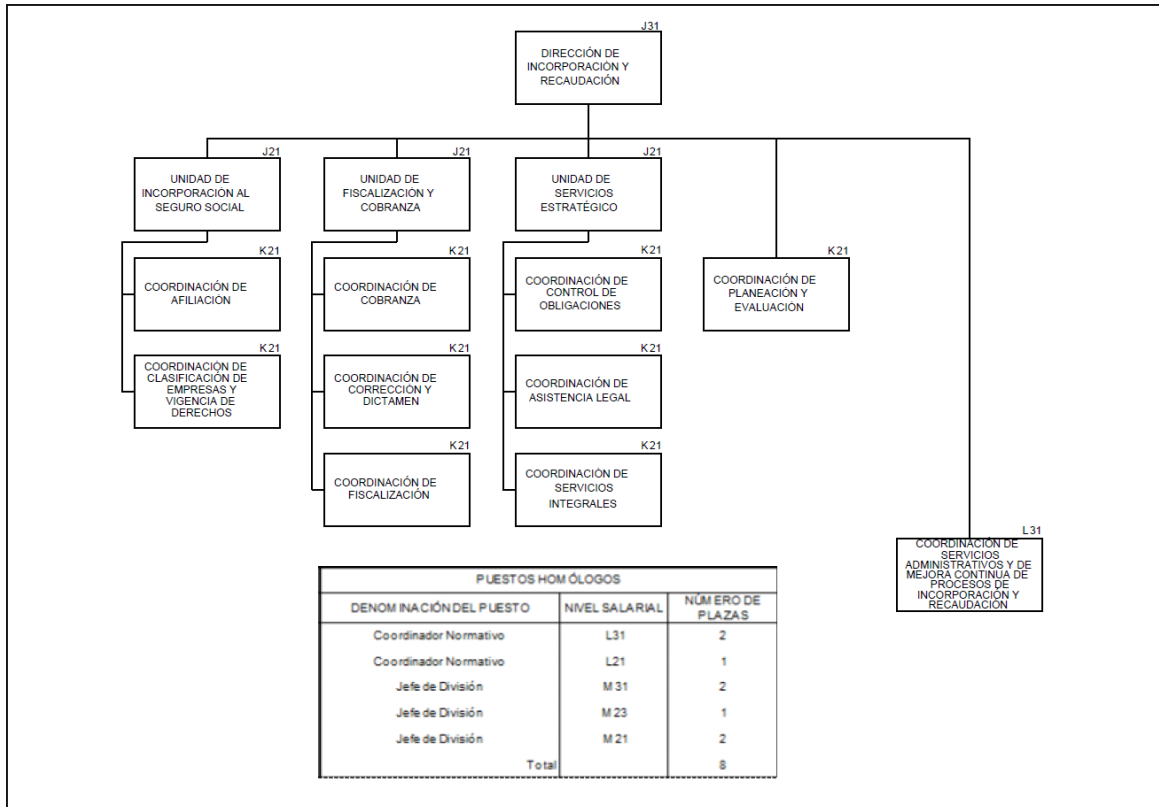 J31
DIRECCIÓN DE
INCORPORACIÓN Y
RECAUDACIÓN
J21
UNIDAD DE
INCORPORACIÓN AL
SEGURO SOCIAL
J21
UNIDAD DE
FISCALIZACIÓN Y
COBRANZA
J21
UNIDAD DE
SERVICIOS
ESTRATÉGICO
K21
COORDINACIÓN DE
AFILIACIÓN
K21
COORDINACIÓN DE
COBRANZA
K21
COORDINACIÓN DE
CONTROL DE
OBLIGACIONES
K21
COORDINACIÓN DE
PLANEACIÓN Y
EVALUACIÓN
K21
COORDINACIÓN DE
CLASIFICACIÓN DE
EMPRESAS Y
VIGENCIA DE
DERECHOS
K21
COORDINACIÓN DE
CORRECCIÓN Y
DICTAMEN
K21
COORDINACIÓN DE
ASISTENCIA LEGAL
K21
COORDINACIÓN DE
FISCALIZACIÓN
K21
COORDINACIÓN DE
SERVICIOS
INTEGRALES
L31
COORDINACIÓN DE
SERVICIOS
ADMINISTRATIVOS Y DE
MEJORA CONTINUA DE
PROCESOS DE
INCORPORACIÓN Y
RECAUDACIÓN
PUESTOS HOMÓLOGOS
DENOMINACIÓN DEL PUESTO NIVEL SALARIAL NÚMERO DE PLAZAS
Coordinador Normativo L31 2
Coordinador Normativo L21 1
Jefe de División M31 2
Jefe de División M23 1
Jefe de División M21 2
Total 8